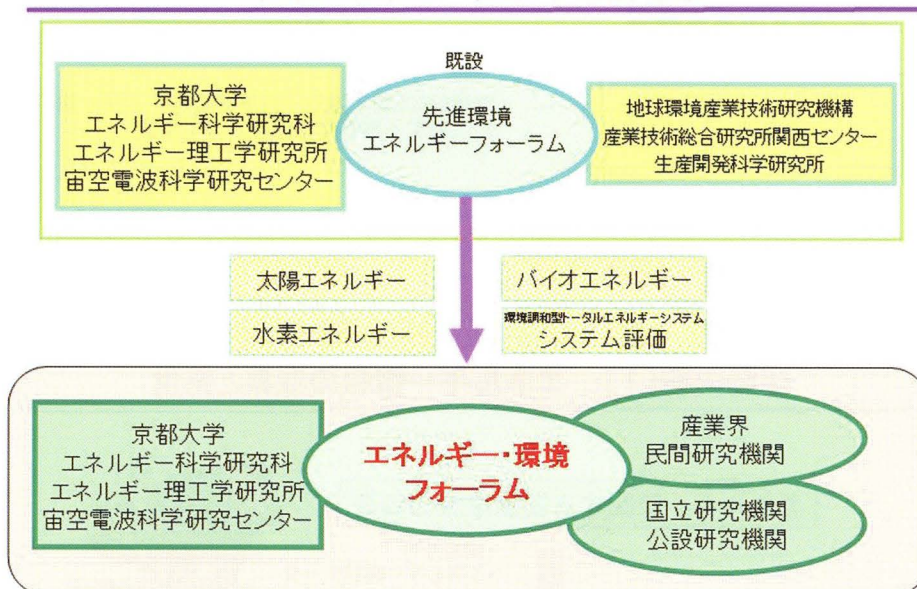 既設
京都大学
エネルギー科学研究科
エネルギー理工学研究所
宙空電波科学研究センター
先進環境
エネルギーフォーラム
地球環境産業技術研究機構
産業技術総合研究所関西センター
生産開発科学研究所
太陽エネルギー
バイオエネルギー
水素エネルギー
環境調和型トータルエネルギーシステム
システム評価
京都大学
エネルギー科学研究科
エネルギー理工学研究所
宙空電波科学研究センター
エネルギー・環境
フォーラム
産業界
民間研究機関
国立研究機関
公設研究機関